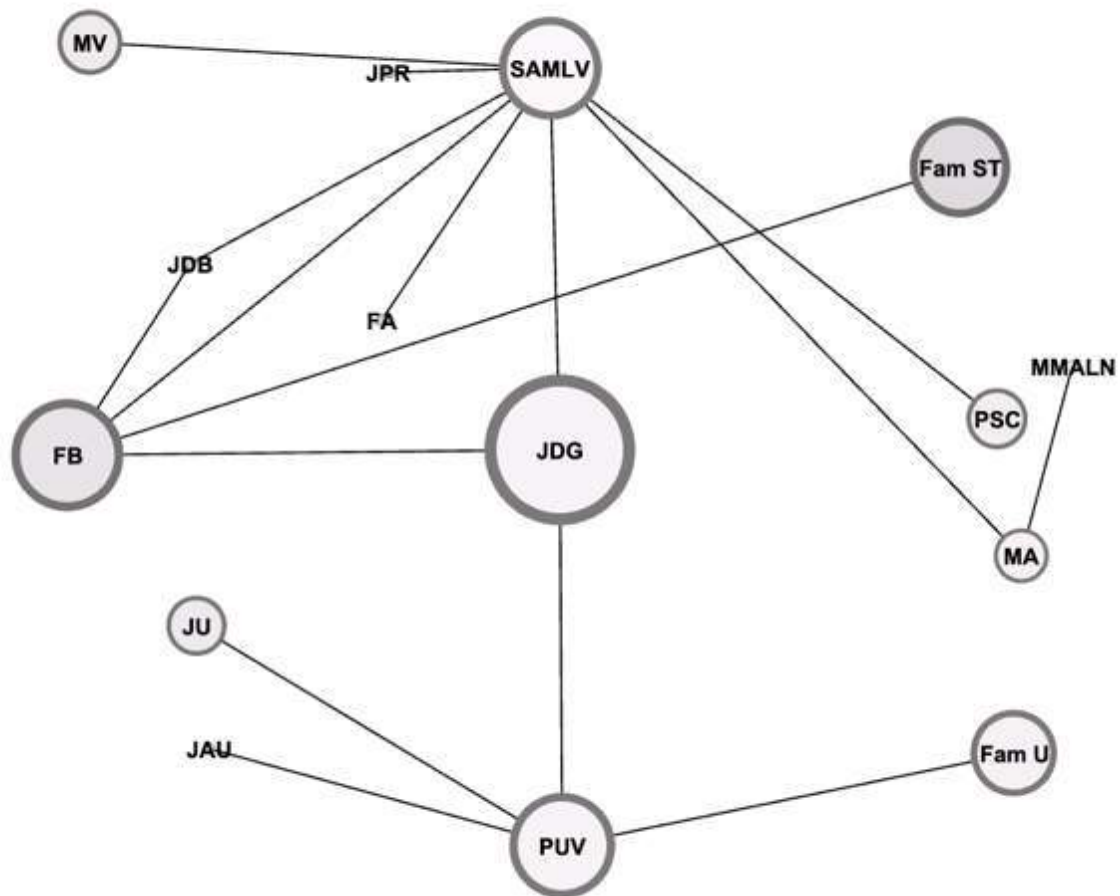 MV
SAMLV
JPR
Fam ST
JDB
FA
MMALN
PSC
FB
JDG
MA
JU
JAU
Fam U
PUV